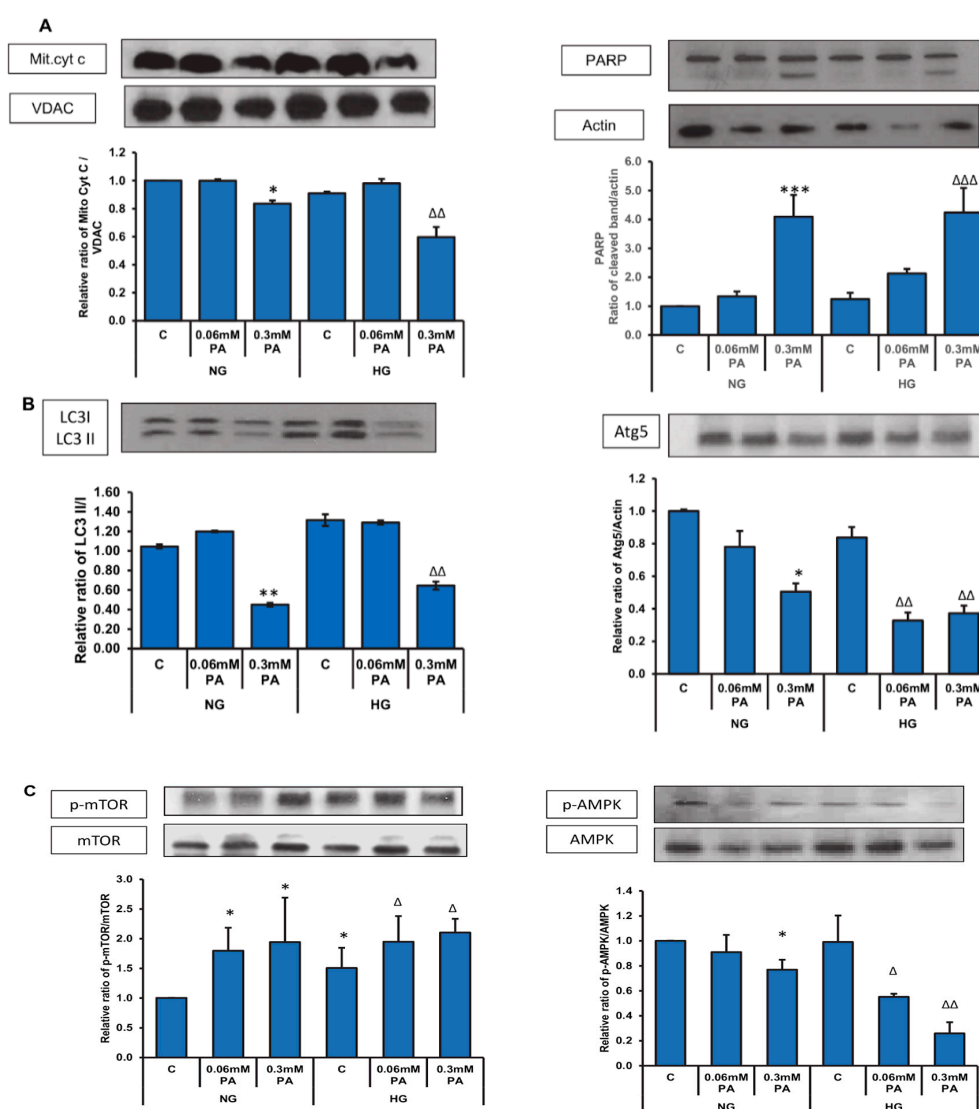 A
Mit.cyt c
VDAC
Relative ratio of Mito Cyt C /
VDAC
1.2
1.0
0.8
0.6
0.4
0.2
0.0
*
ΔΔ
C 0.06mM 0.3mM C 0.06mM 0.3mM
PA PA PA PA
NG HG
PARP
Actin
PARP
Ratio of cleaved band/actin
6.0
5.0
4.0
3.0
2.0
1.0
0.0
***
ΔΔΔ
C 0.06mM 0.3mM C 0.06mM 0.3mM
PA PA PA PA
NG HG
B
LC3I
LC3 II
Relative ratio of LC3 II/I
1.60
1.40
1.20
1.00
0.80
0.60
0.40
0.20
0.00
**
ΔΔ
C 0.06mM 0.3mM C 0.06mM 0.3mM
PA PA PA PA
NG HG
Atg5
Relative ratio of Atg5/Actin
1.2
1.0
0.8
0.6
0.4
0.2
0.0
*
ΔΔ ΔΔ
C 0.06mM 0.3mM C 0.06mM 0.3mM
PA PA PA PA
NG HG
C
p-mTOR
mTOR
Relative ratio of p-mTOR/mTOR
3.0
2.5
2.0
1.5
1.0
0.5
0.0
* * * Δ Δ
C 0.06mM 0.3mM C 0.06mM 0.3mM
PA PA PA PA
NG HG
p-AMPK
AMPK
Relative ratio of p-AMPK/AMPK
1.4
1.2
1.0
0.8
0.6
0.4
0.2
0.0
*
Δ
ΔΔ
C 0.06mM 0.3mM C 0.06mM 0.3mM
PA PA PA PA
NG HG